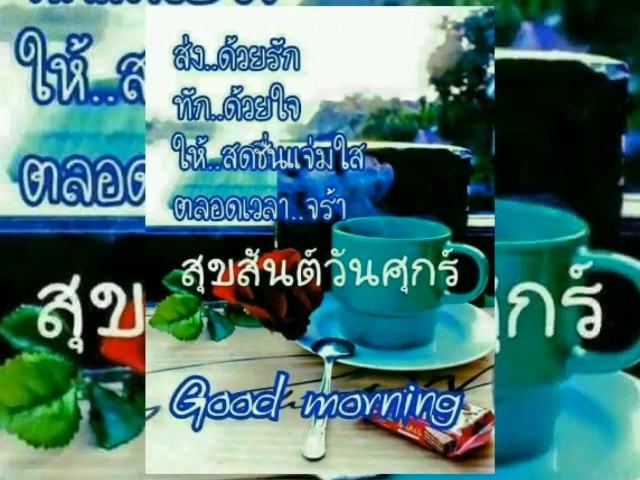 ส่ง..ด้วยรัก
ทัก..ด้วยใจ
ให้..สดชื่นแจ่มใส
ตลอดเวลา..จร้า
สุขสันต์วันศุกร์
Good morning